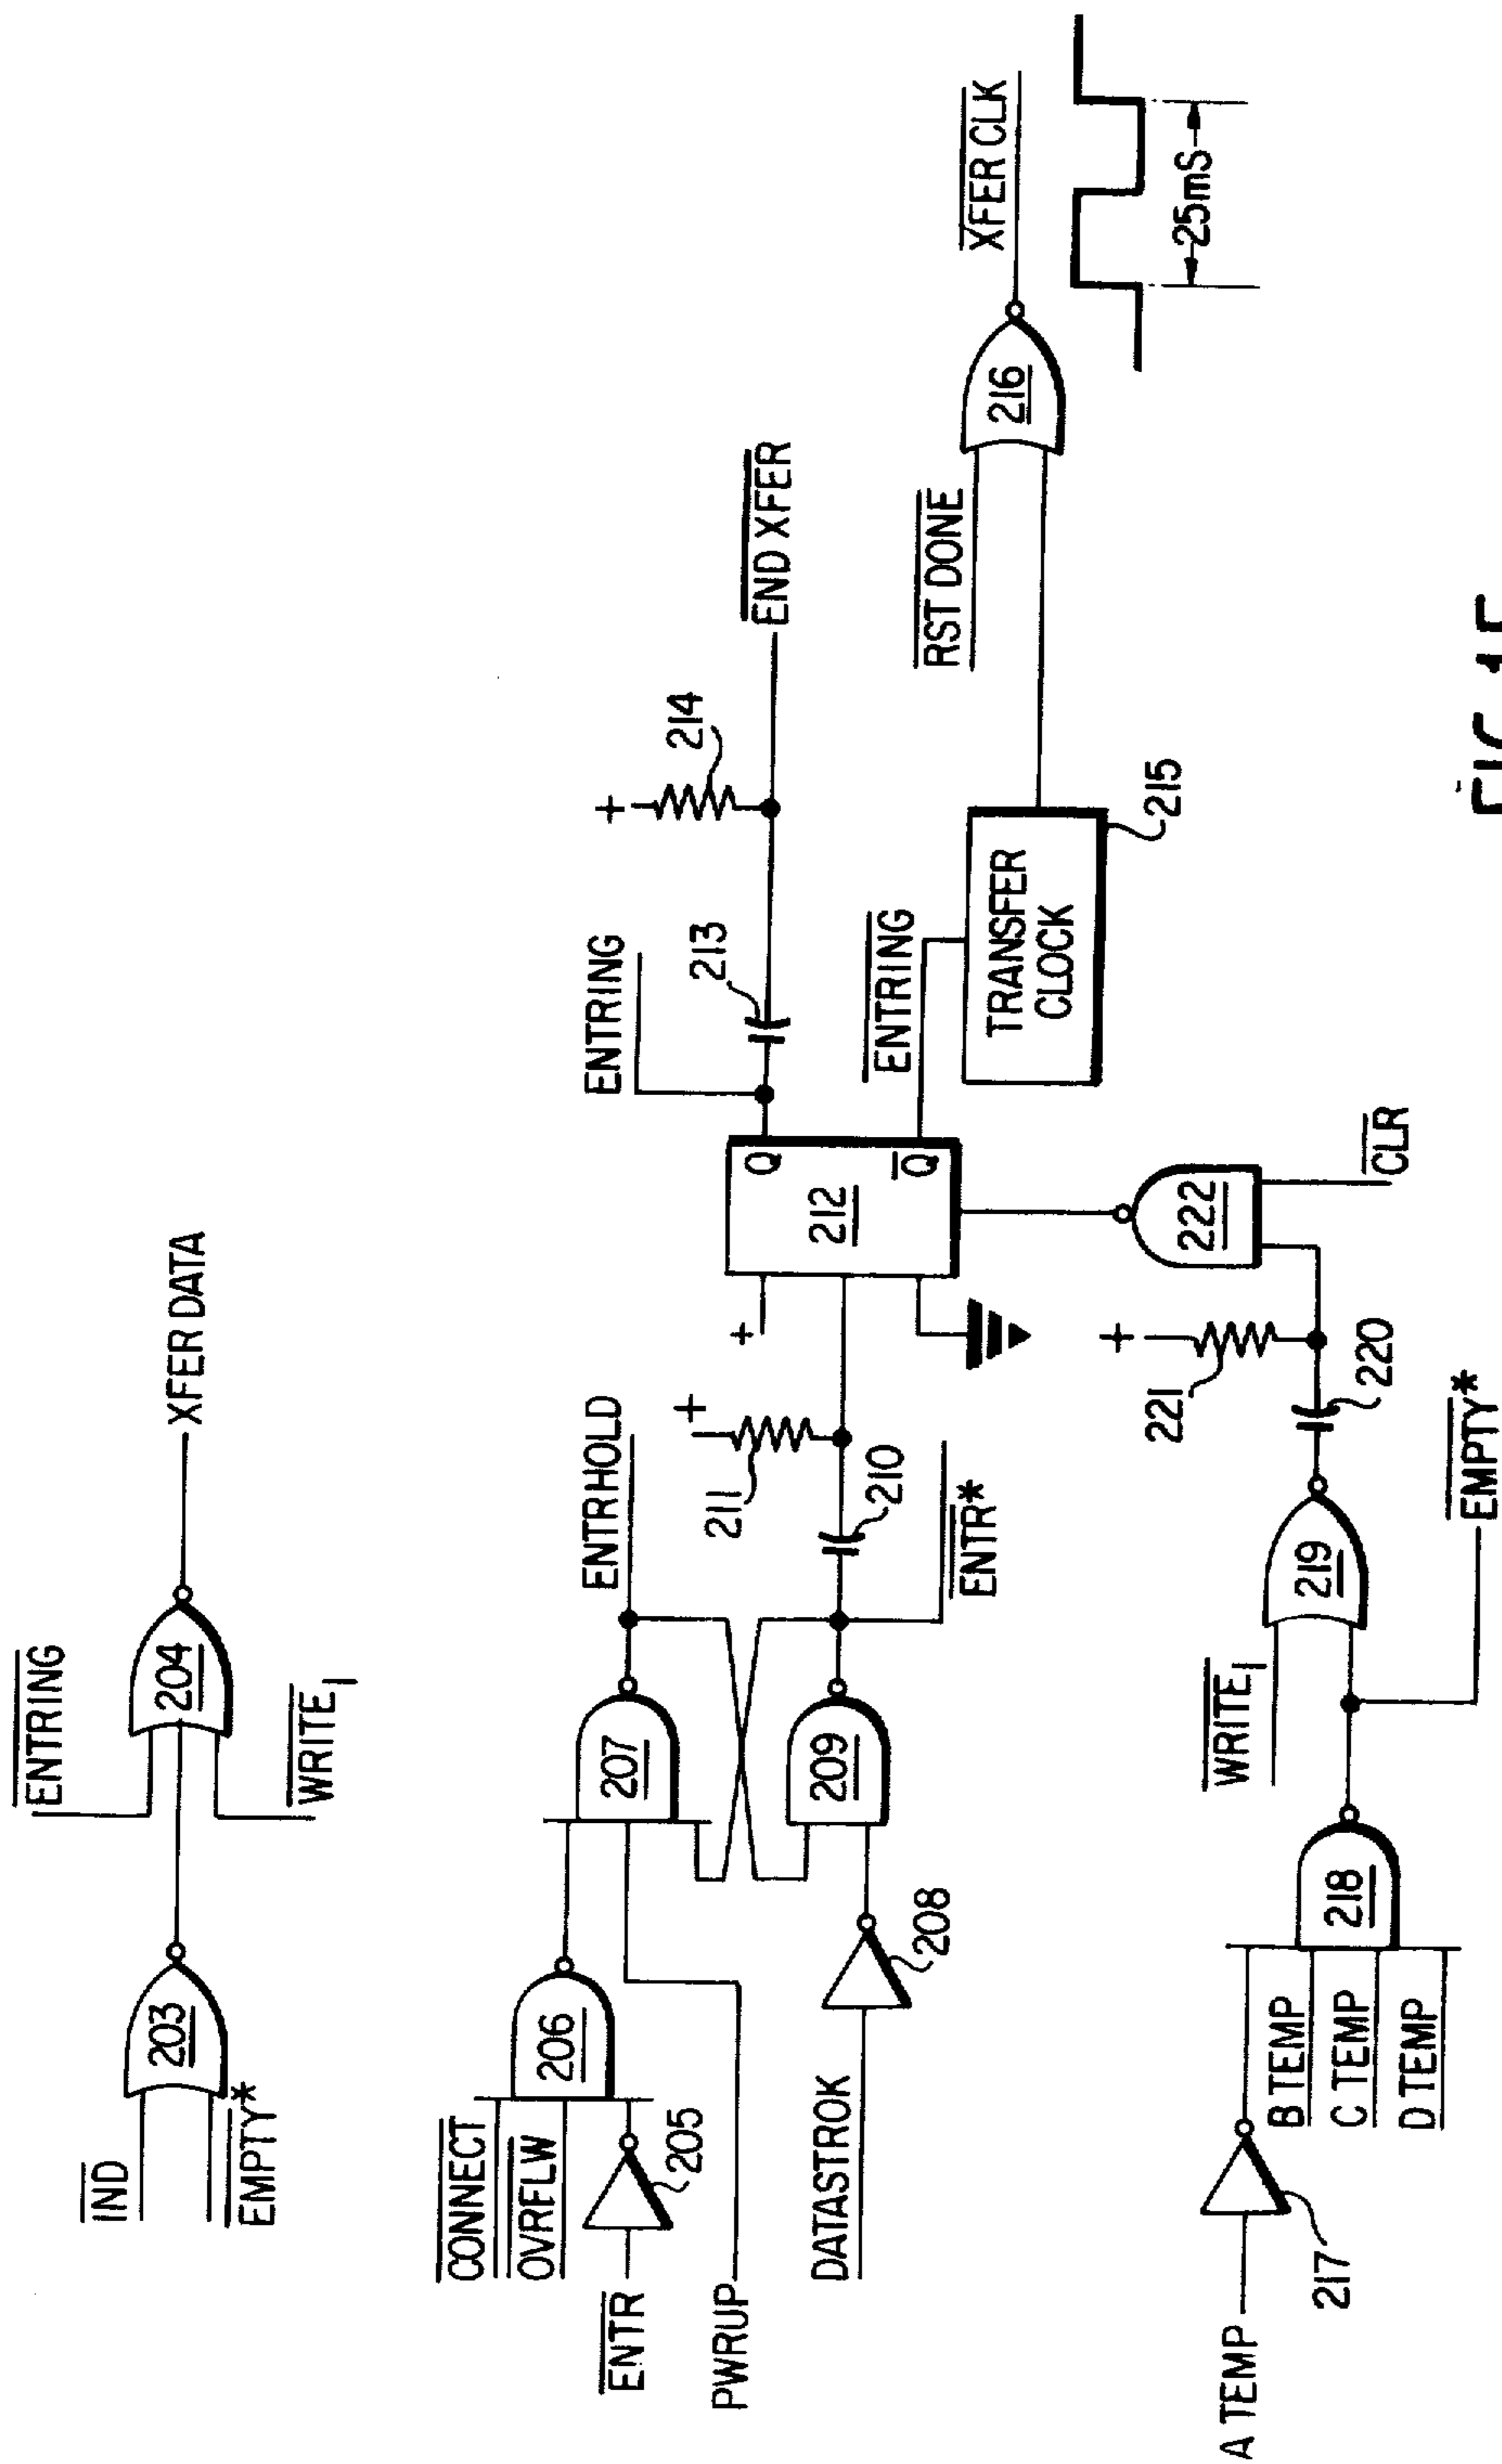 IND
EMPTY*
203
ENTRING
204
WRITE1
XFER DATA
CONNECT
OVRFLW
ENTR
205
206
PWRUP
207
ENTRHOLD
DATASTROK
208
209
ENTR*
210
211
+
+
212
Q
Q
ENTRING
213
+
214
END XFER
ENTRING
TRANSFER
CLOCK
215
RST DONE
216
XFER CLK
25mS
A TEMP
217
B TEMP
C TEMP
D TEMP
218
WRITE1
219
EMPTY*
220
221
+
222
CLR